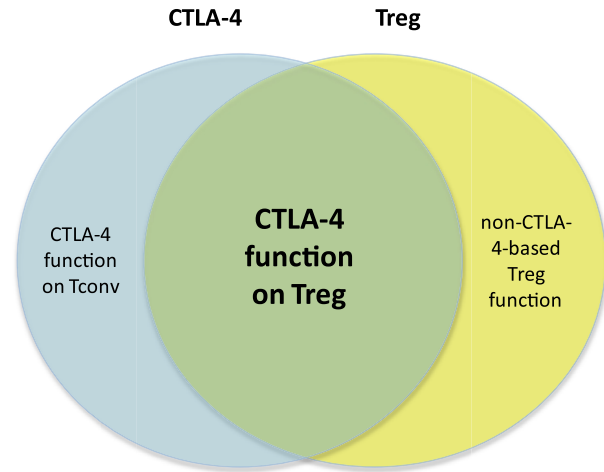 CTLA-4
Treg
CTLA-4
function
on Tconv
CTLA-4
function
on Treg
non-CTLA-
4-based
Treg
function